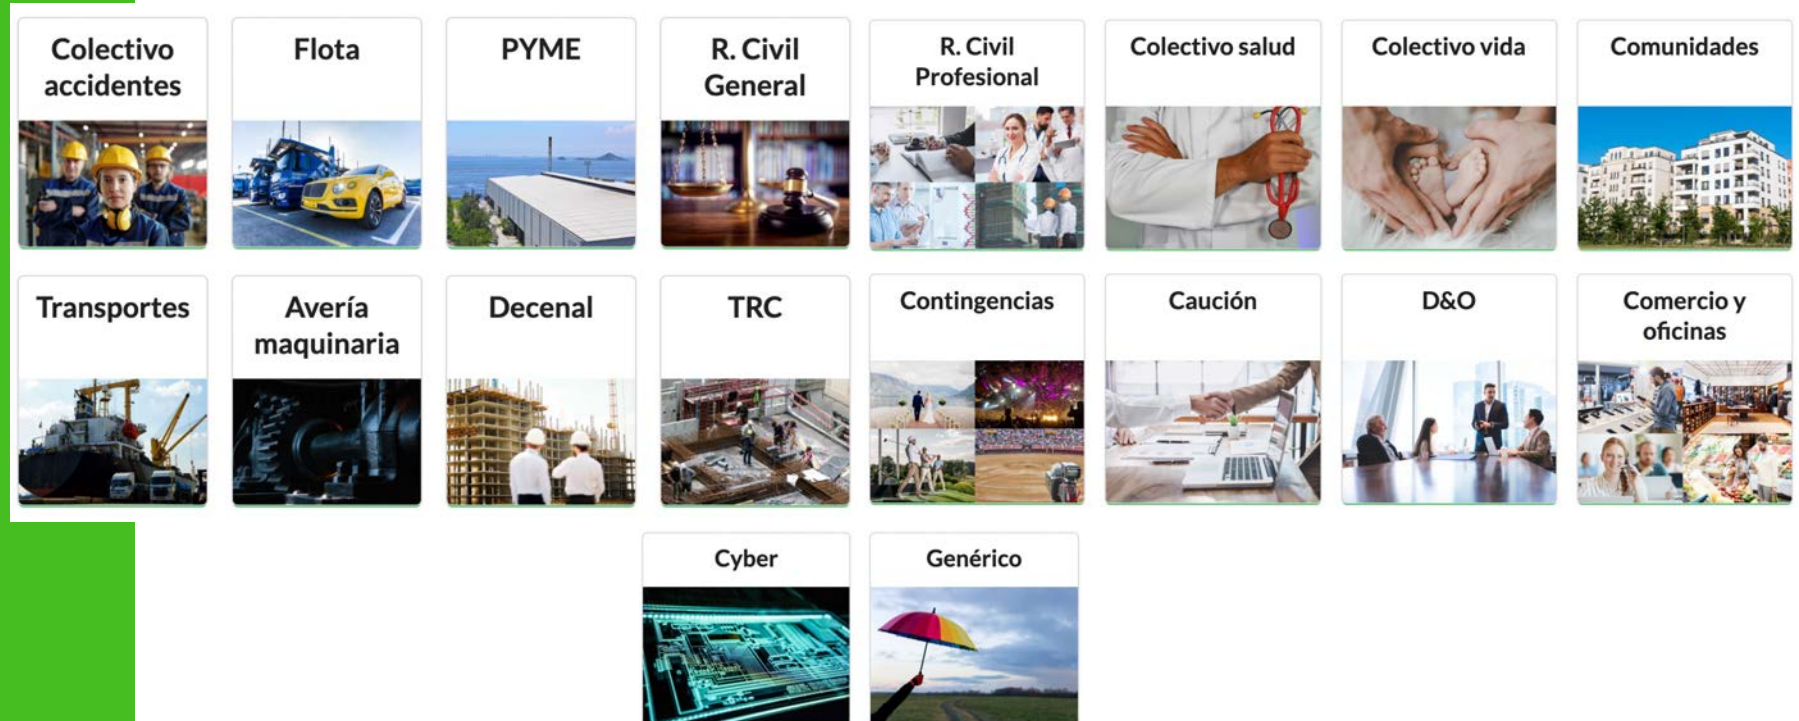 Colectivo
accidentes
Flota
PYME
R. Civil
General
R. Civil
Profesional
Colectivo salud
Colectivo vida
Comunidades
Transportes
Avería
maquinaria
Decenal
TRC
Contingencias
Caución
D&O
Comercio y
oficinas
Cyber
Genérico